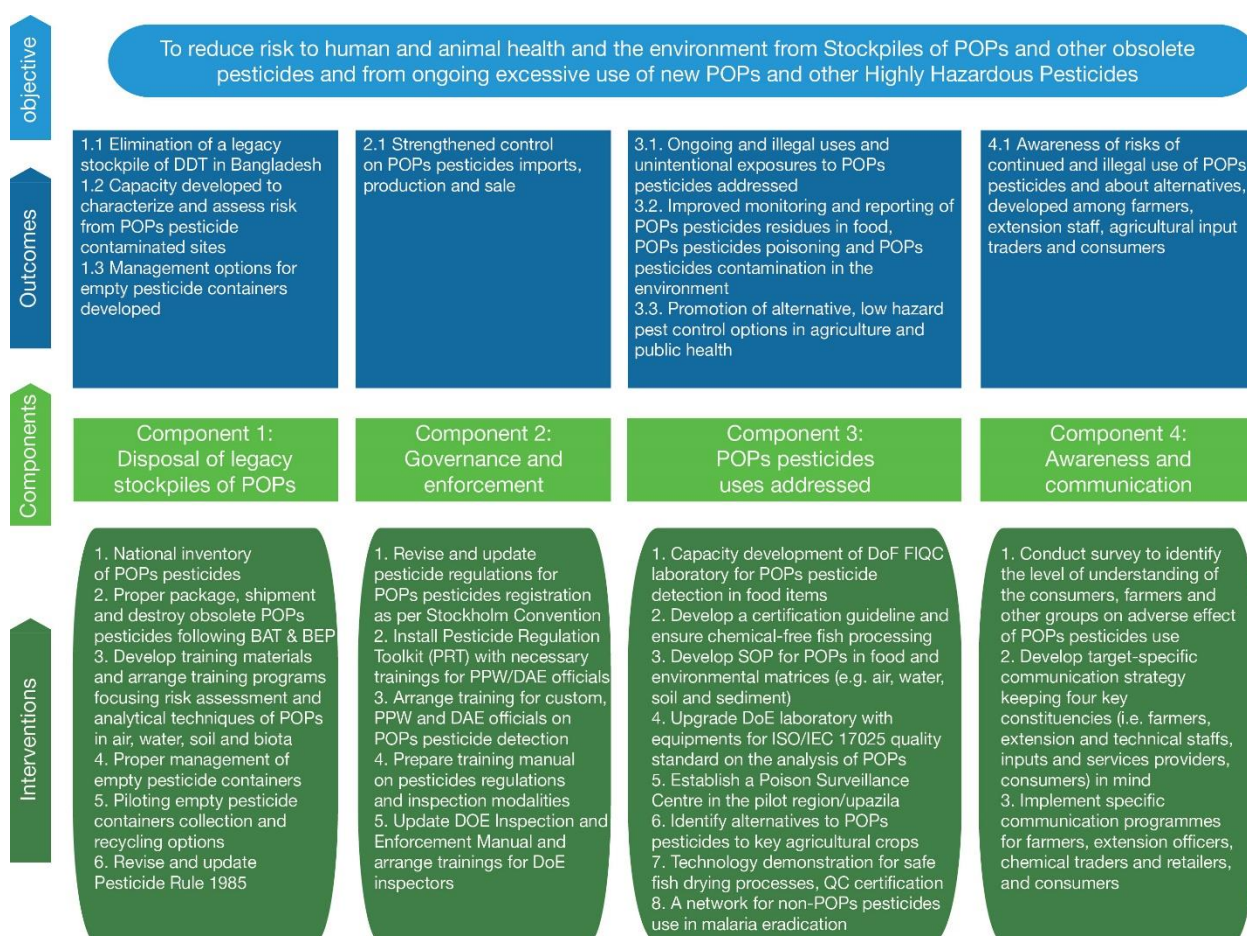 objective
To reduce risk to human and animal health and the environment from Stockpiles of POPs and other obsolete
pesticides and from ongoing excessive use of new POPs and other Highly Hazardous Pesticides
Outcomes
1.1 Elimination of a legacy
stockpile of DDT in Bangladesh
1.2 Capacity developed to
characterize and assess risk
from POPs pesticide
contaminated sites
1.3 Management options for
empty pesticide containers
developed
2.1 Strengthened control
on POPs pesticides imports,
production and sale
3.1. Ongoing and illegal uses and
unintentional exposures to POPs
pesticides addressed
3.2. Improved monitoring and reporting of
POPs pesticides residues in food,
POPs pesticides poisoning and POPs
pesticides contamination in the
environment
3.3. Promotion of alternative, low hazard
pest control options in agriculture and
public health
4.1 Awareness of risks of
continued and illegal use of POPs
pesticides and about alternatives,
developed among farmers,
extension staff, agricultural input
traders and consumers
Components
Component 1:
Disposal of legacy
stockpiles of POPs
Component 2:
Governance and
enforcement
Component 3:
POPs pesticides
uses addressed
Component 4:
Awareness and
communication
Interventions
1. National inventory
of POPs pesticides
2. Proper package, shipment
and destroy obsolete POPs
pesticides following BAT & BEP
3. Develop training materials
and arrange training programs
focusing risk assessment and
analytical techniques of POPs
in air, water, soil and biota
4. Proper management of
empty pesticide containers
5. Piloting empty pesticide
containers collection and
recycling options
6. Revise and update
Pesticide Rule 1985
1. Revise and update
pesticide regulations for
POPs pesticides registration
as per Stockholm Convention
2. Install Pesticide Regulation
Toolkit (PRT) with necessary
trainings for PPW/DAE officials
3. Arrange training for custom,
PPW and DAE officials on
POPs pesticide detection
4. Prepare training manual
on pesticides regulations
and inspection modalities
5. Update DOE Inspection and
Enforcement Manual and
arrange trainings for DoE
inspectors
1. Capacity development of DoF FIQC
laboratory for POPs pesticide
detection in food items
2. Develop a certification guideline and
ensure chemical-free fish processing
3. Develop SOP for POPs in food and
environmental matrices (e.g. air, water,
soil and sediment)
4. Upgrade DoE laboratory with
equipments for ISO/IEC 17025 quality
standard on the analysis of POPs
5. Establish a Poison Surveillance
Centre in the pilot region/upazila
6. Identify alternatives to POPs
pesticides to key agricultural crops
7. Technology demonstration for safe
fish drying processes, QC certification
8. A network for non-POPs pesticides
use in malaria eradication
1. Conduct survey to identify
the level of understanding of
the consumers, farmers and
other groups on adverse effect
of POPs pesticides use
2. Develop target-specific
communication strategy
keeping four key
constituencies (i.e. farmers,
extension and technical staffs,
inputs and services providers,
consumers) in mind
3. Implement specific
communication programmes
for farmers, extension officers,
chemical traders and retailers,
and consumers